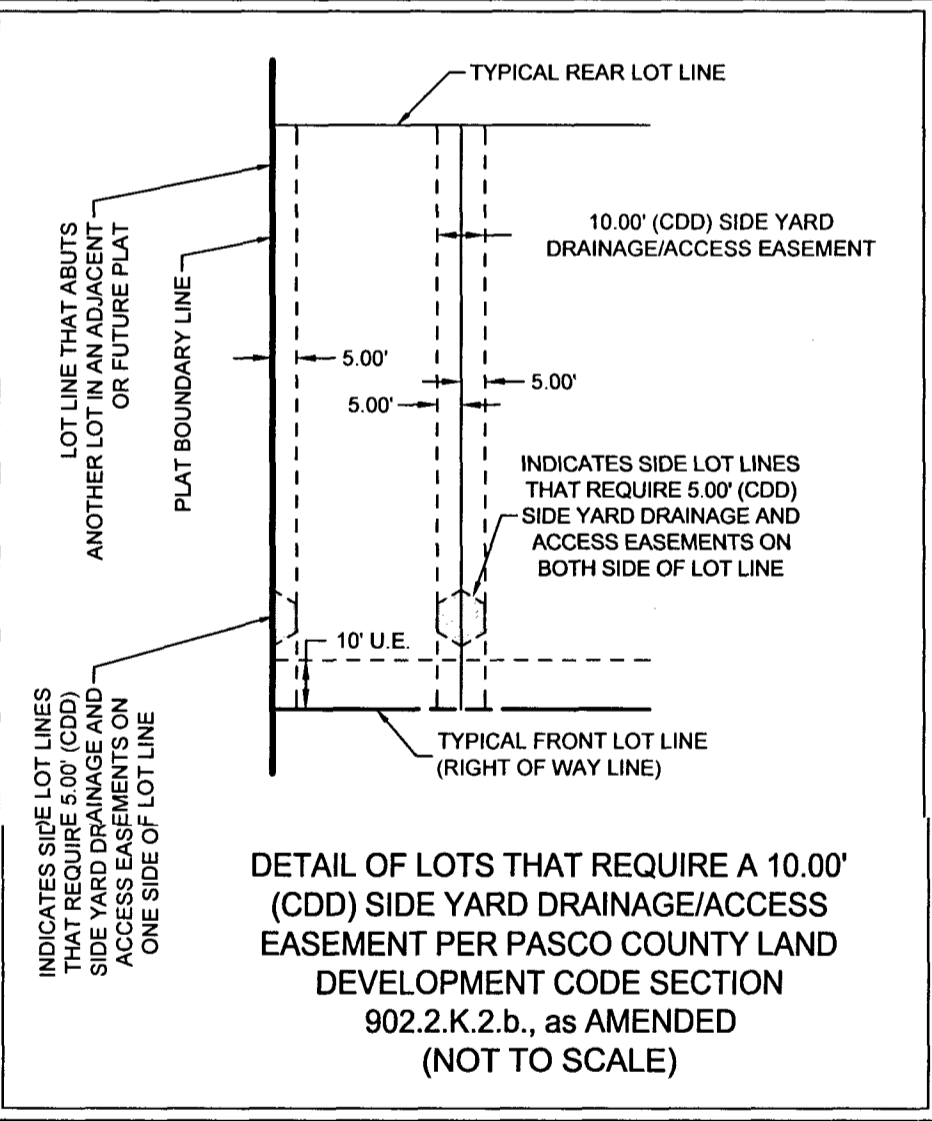 TYPICAL REAR LOT LINE
LOT LINE THAT ABUTS
ANOTHER LOT IN AN ADJACENT
OR FUTURE PLAT
PLAT BOUNDARY LINE
10.00' (CDD) SIDE YARD
DRAINAGE/ACCESS EASEMENT
5.00'
5.00'
5.00'
INDICATES SIDE LOT LINES
THAT REQUIRE 5.00' (CDD)
SIDE YARD DRAINAGE AND
ACCESS EASEMENTS ON
BOTH SIDE OF LOT LINE
10' U.E.
INDICATES SIDE LOT LINES
THAT REQUIRE 5.00' (CDD)
SIDE YARD DRAINAGE AND
ACCESS EASEMENTS ON
ONE SIDE OF LOT LINE
TYPICAL FRONT LOT LINE
(RIGHT OF WAY LINE)
DETAIL OF LOTS THAT REQUIRE A 10.00'
(CDD) SIDE YARD DRAINAGE/ACCESS
EASEMENT PER PASCO COUNTY LAND
DEVELOPMENT CODE SECTION
902.2.K.2.b., as AMENDED
(NOT TO SCALE)